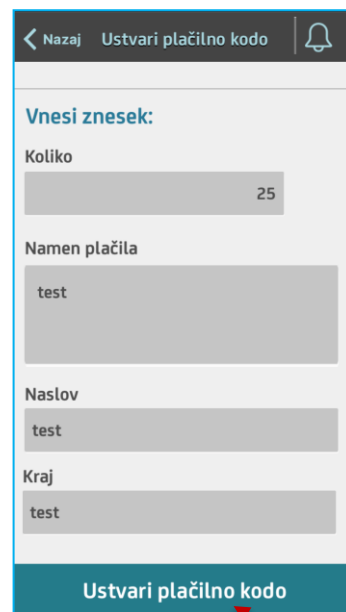 Nazaj Ustvari plačilno kodo
Vnesi znesek:
Koliko
25
Namen plačila
test
Naslov
test
Kraj
test
Ustvari plačilno kodo